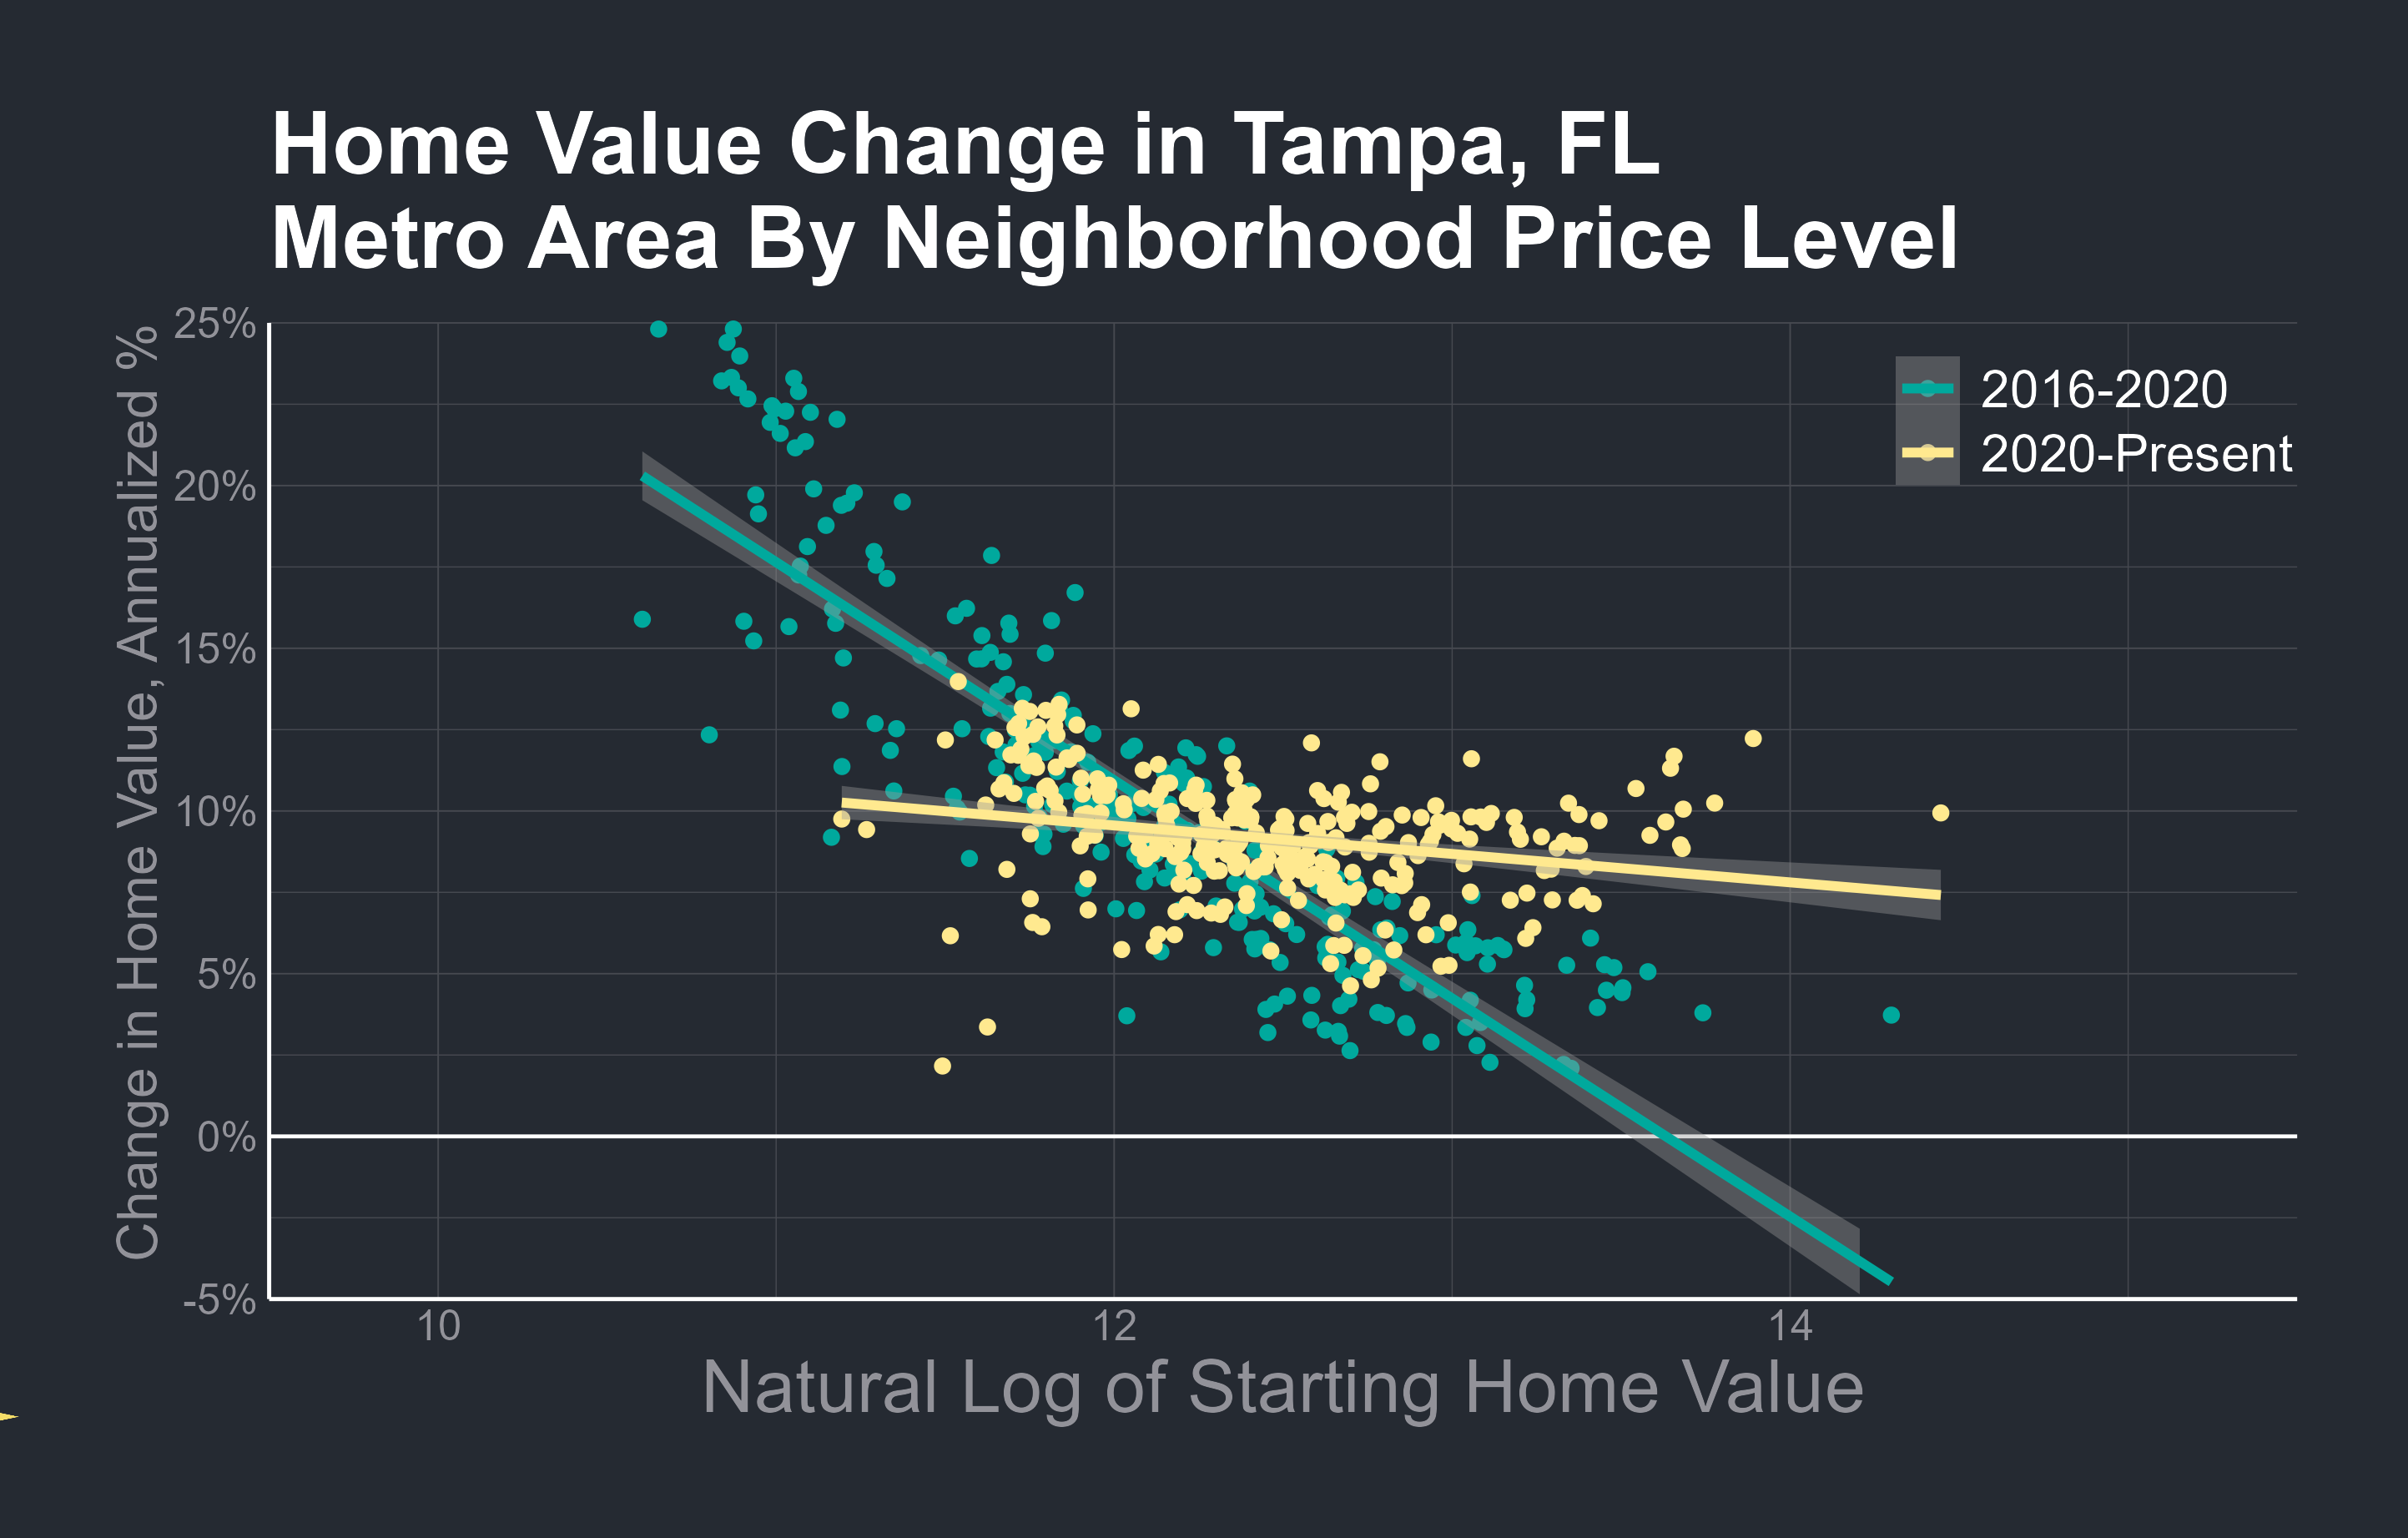 Home Value Change in Tampa, FL
Metro Area By Neighborhood Price Level
Change in Home Value, Annualized %
25%
20%
15%
10%
5%
0%
-5%
2016-2020
2020-Present
10
12
14
Natural Log of Starting Home Value